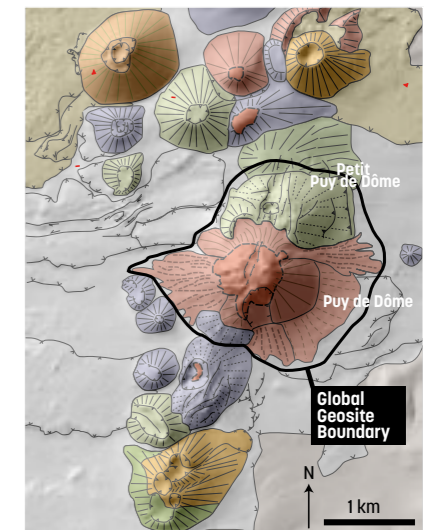 Petit
Puy de Dôme
Puy de Dôme
Global
Geosite
Boundary
N
1 km